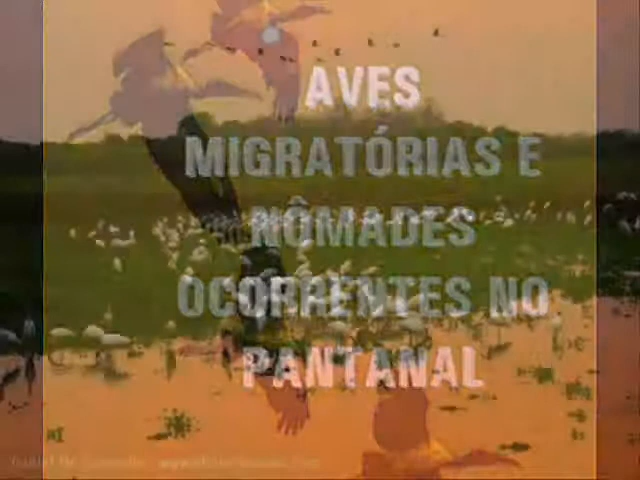 AVES
MIGRATÓRIAS E
NÔMADES
OCORRENTES NO
PANTANAL